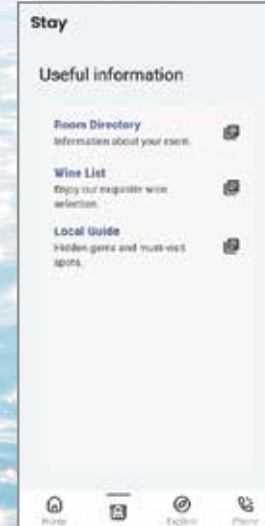 Stay
Useful information
Room Directory
Information about your room.
Wine List
Enjoy our exquisite wine
selection.
Local Guide
Hidden gems and must-visit
spots.
Home
Explore
Phone